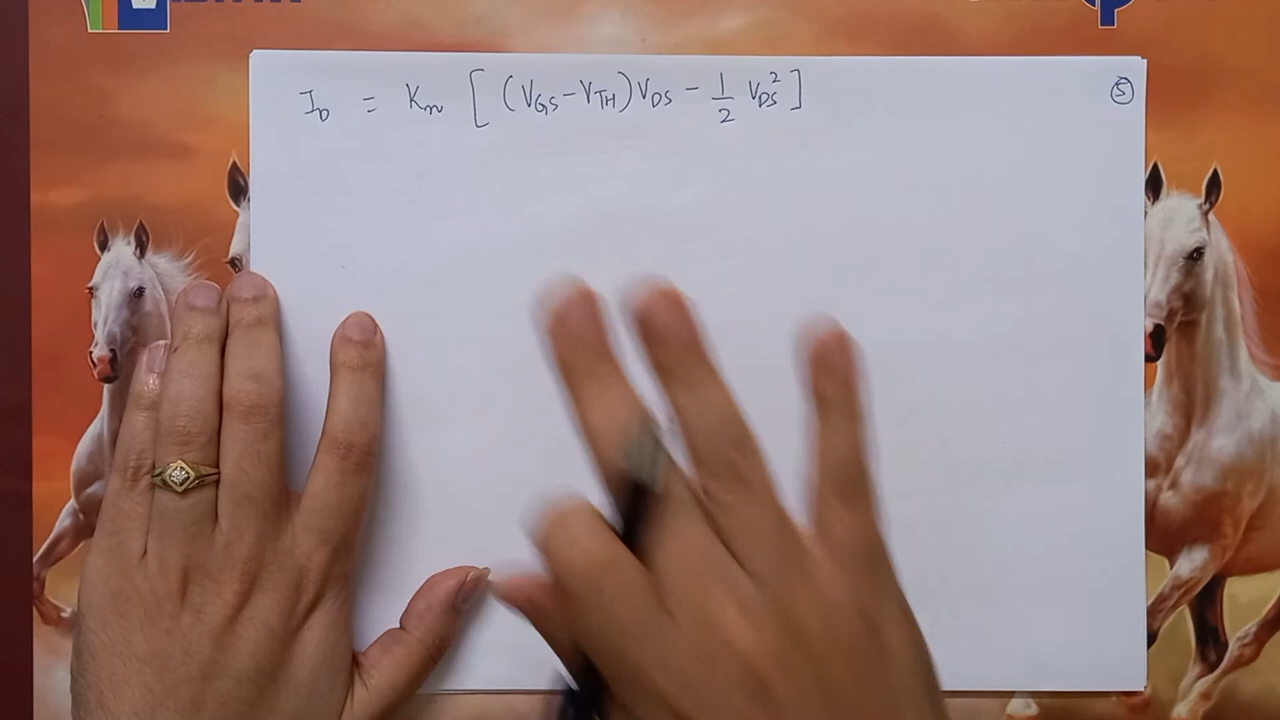 I_D = K_n [(V_GS - V_TH) V_DS - 1/2 V_DS^2]
⑤